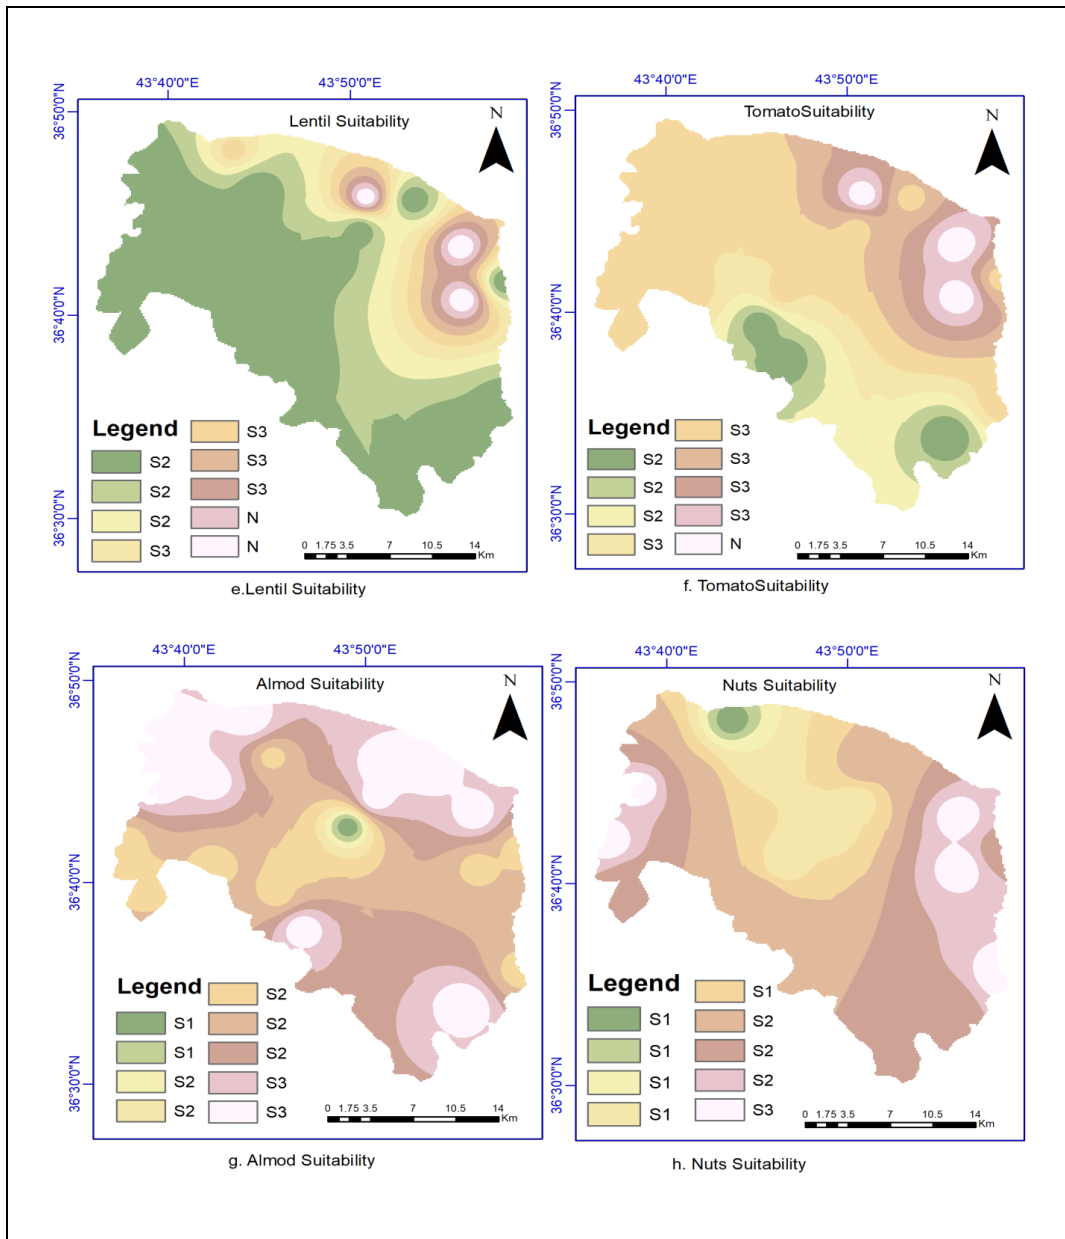 43°40'0"E
43°50'0"E
36°50'0"N
36°40'0"N
36°30'0"N
Lentil Suitability
N
Legend
S2
S2
S2
S3
S3
S3
S3
N
N
0 1.75 3.5 7 10.5 14
Km
e.Lentil Suitability
43°40'0"E
43°50'0"E
36°50'0"N
36°40'0"N
36°30'0"N
TomatoSuitability
N
Legend
S2
S2
S2
S3
S3
S3
S3
S3
N
0 1.75 3.5 7 10.5 14
Km
f. TomatoSuitability
43°40'0"E
43°50'0"E
36°50'0"N
36°40'0"N
36°30'0"N
Almod Suitability
N
Legend
S1
S1
S2
S2
S2
S2
S2
S3
S3
0 1.75 3.5 7 10.5 14
Km
g. Almod Suitability
43°40'0"E
43°50'0"E
36°50'0"N
36°40'0"N
36°30'0"N
Nuts Suitability
N
Legend
S1
S1
S1
S1
S1
S2
S2
S2
S3
0 1.75 3.5 7 10.5 14
Km
h. Nuts Suitability